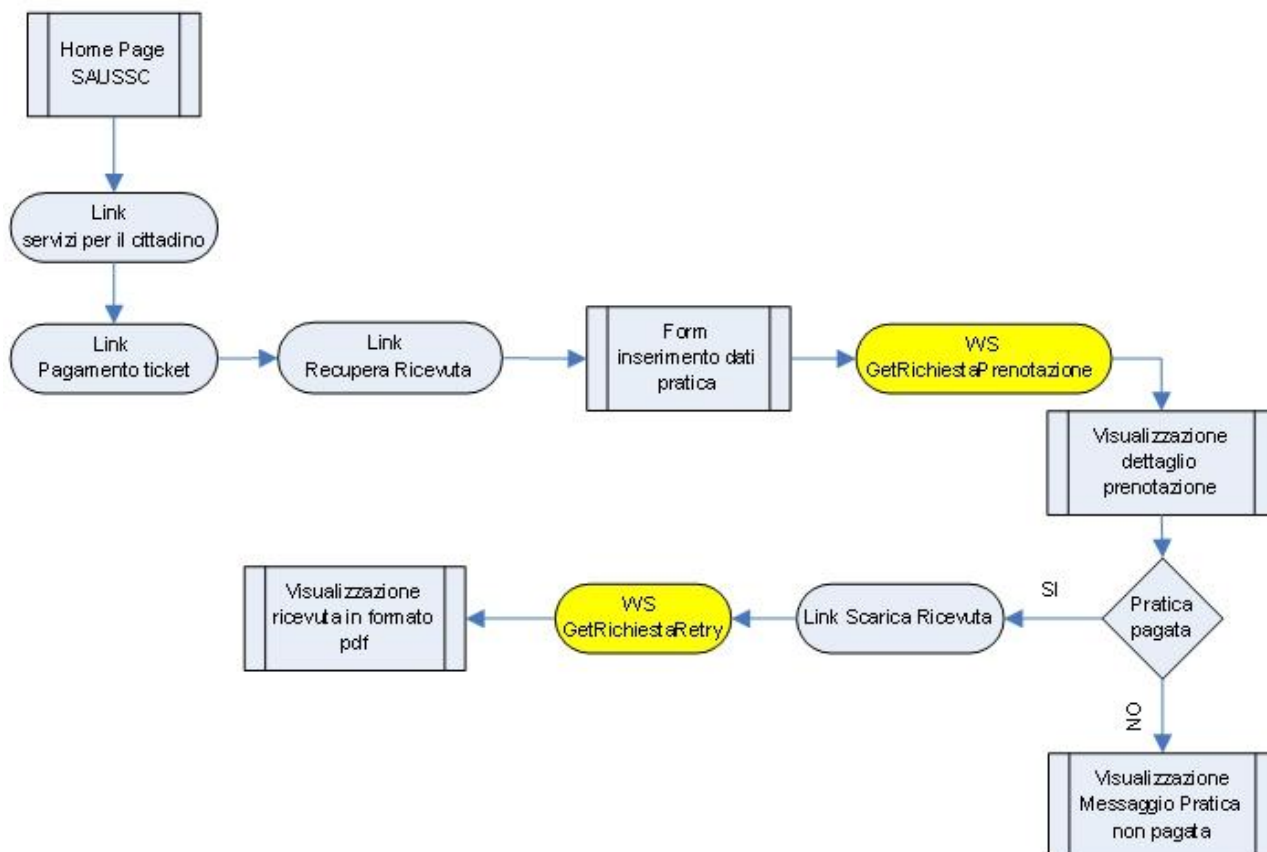 Home Page
SAUSSC
Link
servizi per il cittadino
Link
Pagamento ticket
Link
Recupera Ricevuta
Form
inserimento dati
pratica
WS
GetRichiestaPrenotazione
Visualizzazione
dettaglio
prenotazione
Pratica
pagata
SI
Link Scarica Ricevuta
WS
GetRichiestaRetry
Visualizzazione
ricevuta in formato
pdf
NO
Visualizzazione
Messaggio Pratica
non pagata